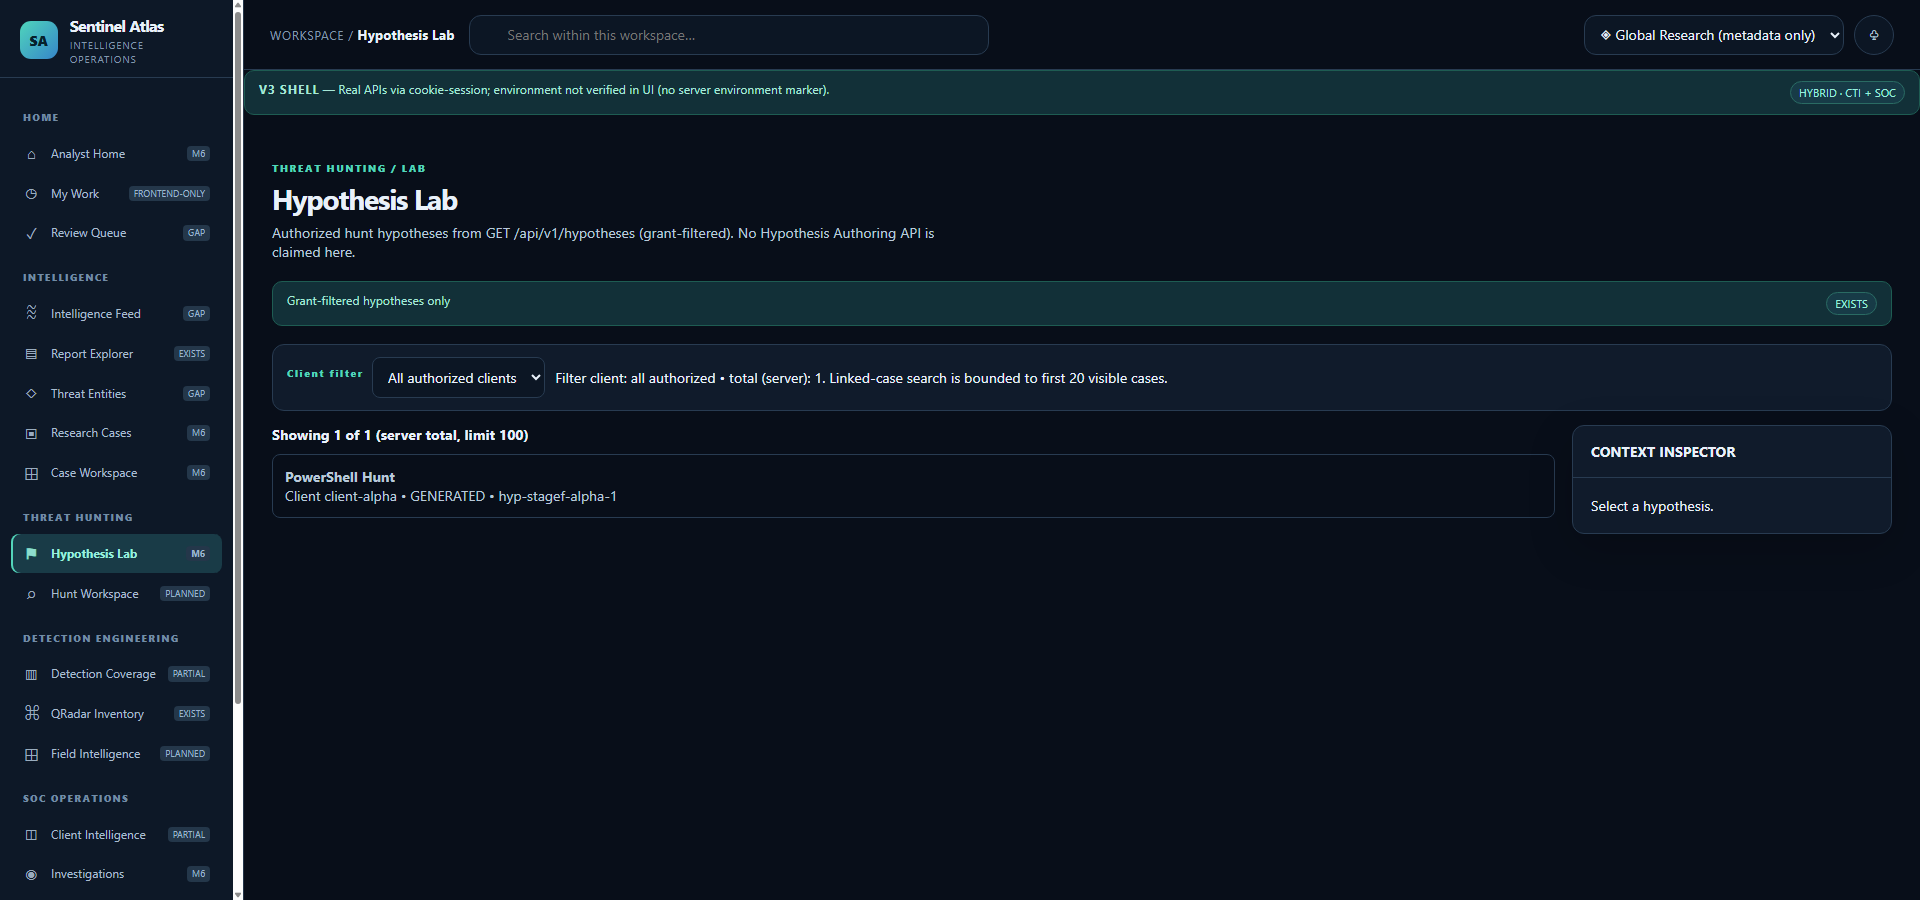 SA
Sentinel Atlas
INTELLIGENCE
OPERATIONS
HOME
Analyst Home M6
My Work FRONTEND-ONLY
Review Queue GAP
INTELLIGENCE
Intelligence Feed GAP
Report Explorer EXISTS
Threat Entities GAP
Research Cases M6
Case Workspace M6
THREAT HUNTING
Hypothesis Lab M6
Hunt Workspace PLANNED
DETECTION ENGINEERING
Detection Coverage PARTIAL
QRadar Inventory EXISTS
Field Intelligence PLANNED
SOC OPERATIONS
Client Intelligence PARTIAL
Investigations M6
WORKSPACE / Hypothesis Lab
Search within this workspace...
◈ Global Research (metadata only)
V3 SHELL — Real APIs via cookie-session; environment not verified in UI (no server environment marker).
HYBRID · CTI + SOC
THREAT HUNTING / LAB
Hypothesis Lab
Authorized hunt hypotheses from GET /api/v1/hypotheses (grant-filtered). No Hypothesis Authoring API is
claimed here.
Grant-filtered hypotheses only
EXISTS
Client filter
All authorized clients
Filter client: all authorized • total (server): 1. Linked-case search is bounded to first 20 visible cases.
Showing 1 of 1 (server total, limit 100)
PowerShell Hunt
Client client-alpha • GENERATED • hyp-stagef-alpha-1
CONTEXT INSPECTOR
Select a hypothesis.